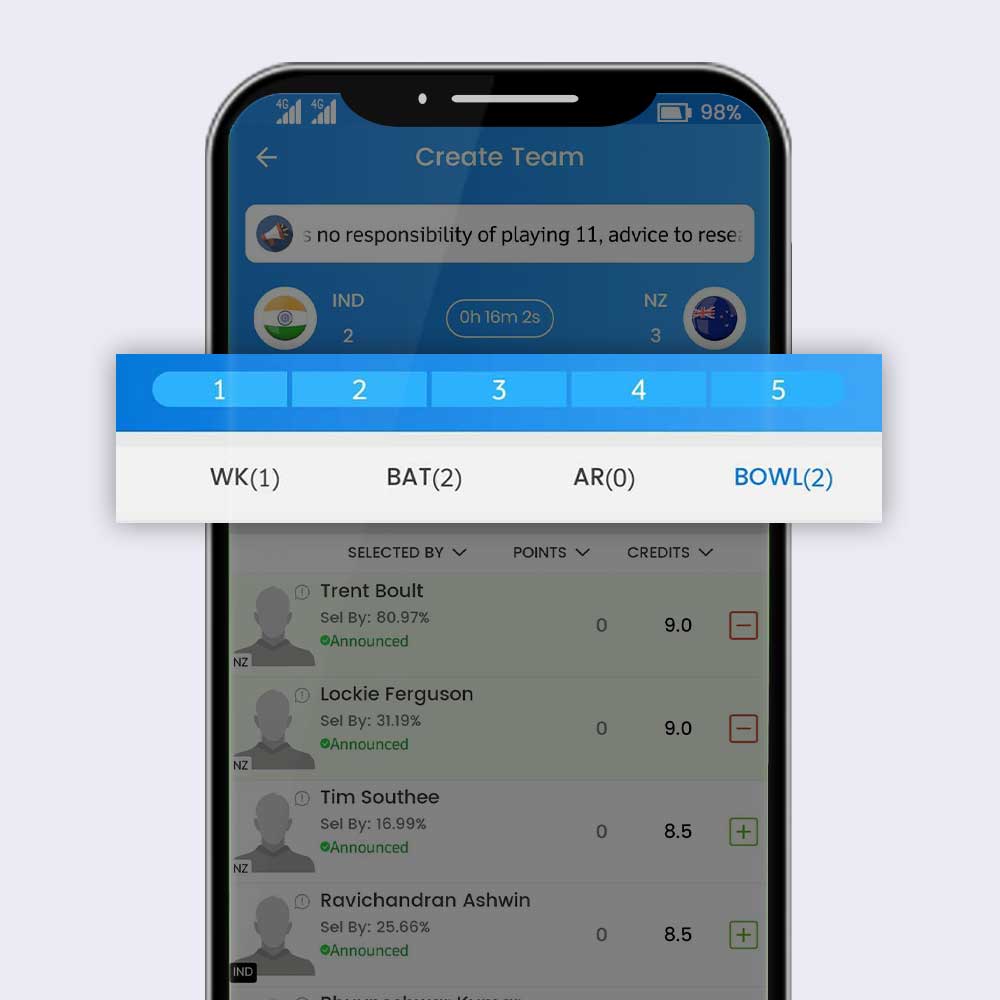 4G 4G 98%
Create Team
s no responsibility of playing 11, advice to resea
IND NZ
0h 16m 2s
2 3
1 2 3 4 5
WK(1) BAT(2) AR(0) BOWL(2)
SELECTED BY POINTS CREDITS
Trent Boult
Sel By: 80.97% 0 9.0
Announced
NZ
Lockie Ferguson
Sel By: 31.19% 0 9.0
Announced
NZ
Tim Southee
Sel By: 16.99% 0 8.5
Announced
NZ
Ravichandran Ashwin
Sel By: 25.66% 0 8.5
Announced
IND